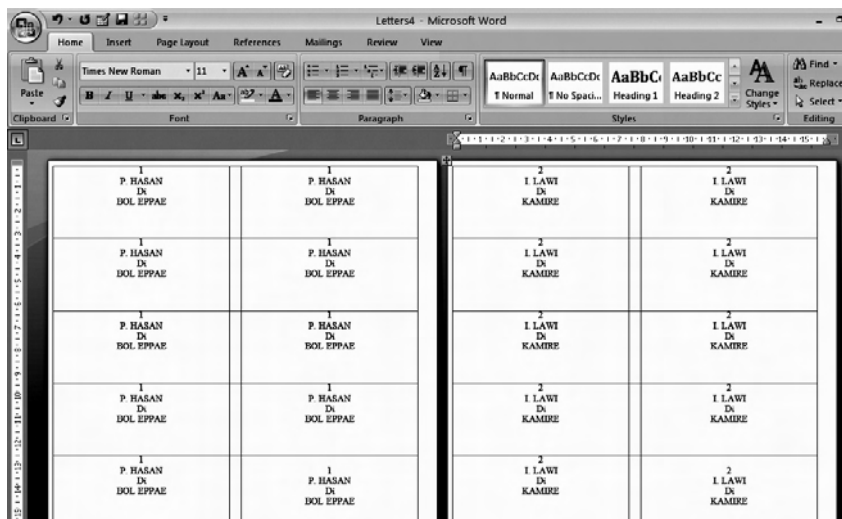 Letters4 - Microsoft Word
Home Insert Page Layout References Mailings Review View
Paste
Times New Roman 11
B I U abc x₂ x² Aa A
AaBbCcDc AaBbCcDc AaBbC AaBbCc
¶ Normal ¶ No Spaci... Heading 1 Heading 2
Change Styles
Find
Replace
Select
Clipboard Font Paragraph Styles Editing
1 1 2 2
P. HASAN P. HASAN I. LAWI I. LAWI
Di Di Di Di
BOL EPPAE BOL EPPAE KAMIRE KAMIRE
1 1 2 2
P. HASAN P. HASAN I. LAWI I. LAWI
Di Di Di Di
BOL EPPAE BOL EPPAE KAMIRE KAMIRE
1 1 2 2
P. HASAN P. HASAN I. LAWI I. LAWI
Di Di Di Di
BOL EPPAE BOL EPPAE KAMIRE KAMIRE
1 1 2 2
P. HASAN P. HASAN I. LAWI I. LAWI
Di Di Di Di
BOL EPPAE BOL EPPAE KAMIRE KAMIRE
1 1 2 2
P. HASAN P. HASAN I. LAWI I. LAWI
Di Di Di Di
BOL EPPAE BOL EPPAE KAMIRE KAMIRE